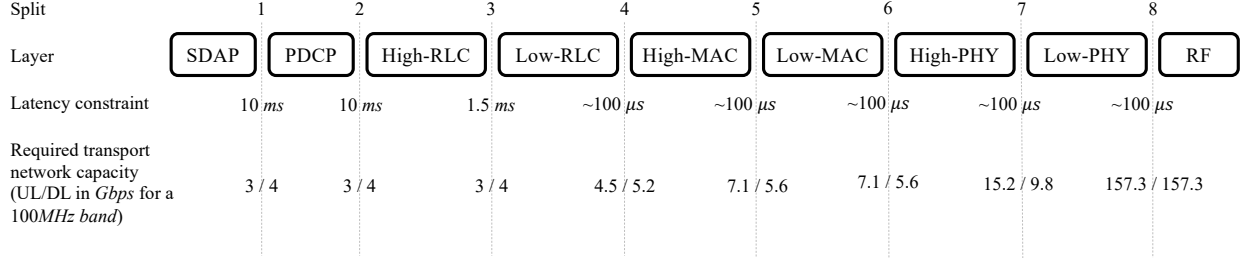 Split 1 2 3 4 5 6 7 8
Layer SDAP PDCP High-RLC Low-RLC High-MAC Low-MAC High-PHY Low-PHY RF
Latency constraint 10 ms 10 ms 1.5 ms ~100 μs ~100 μs ~100 μs ~100 μs ~100 μs
Required transport
network capacity
(UL/DL in Gbps for a 3 / 4 3 / 4 3 / 4 4.5 / 5.2 7.1 / 5.6 7.1 / 5.6 15.2 / 9.8 157.3 / 157.3
100MHz band)